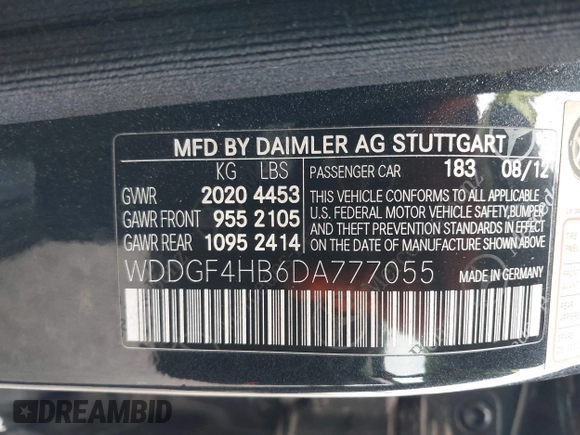 MFD BY DAIMLER AG STUTTGART
KG LBS PASSENGER CAR 183 08/12
GVWR 2020 4453
GAWR FRONT 955 2105
GAWR REAR 1095 2414
THIS VEHICLE CONFORMS TO ALL APPLICABLE
U.S. FEDERAL MOTOR VEHICLE SAFETY,BUMPER
AND THEFT PREVENTION STANDARDS IN EFFECT
ON THE DATE OF MANUFACTURE SHOWN ABOVE.
WDDGF4HB6DA777055 MADE IN GERMANY
DREAMBID